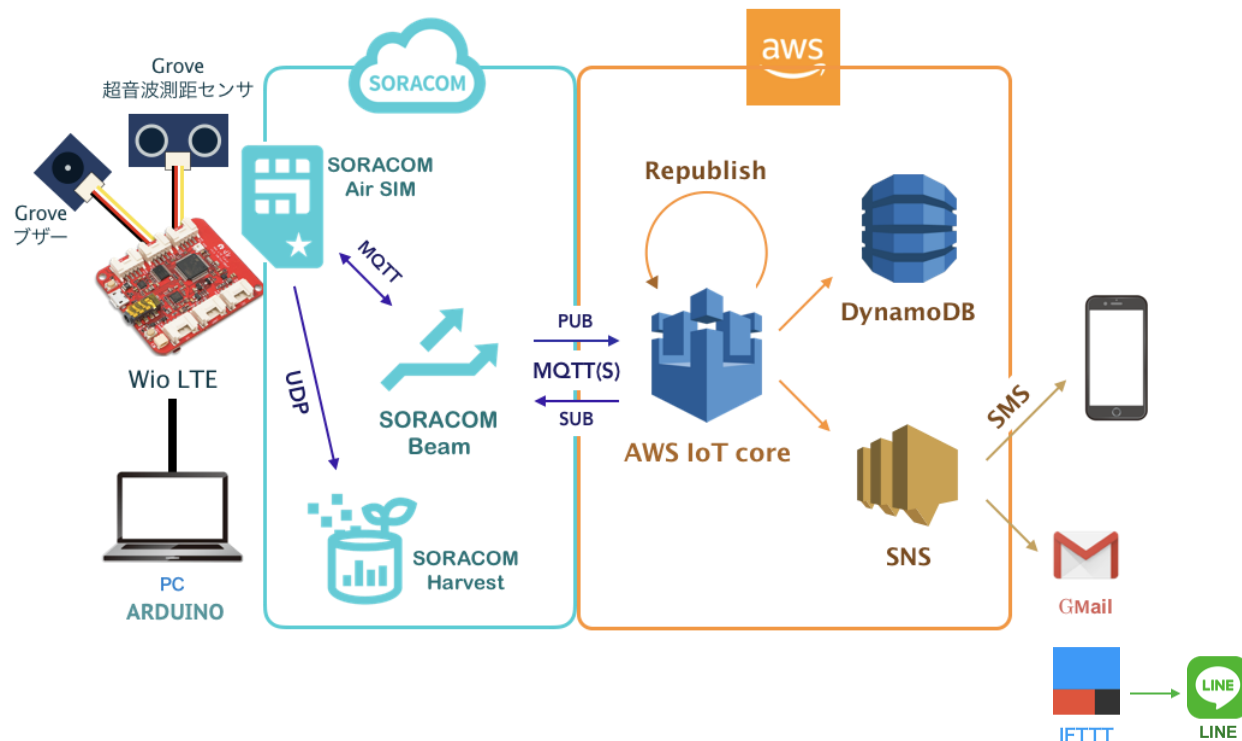 Grove
超音波測距センサ
Grove
ブザー
Wio LTE
PC
ARDUINO
SORACOM
SORACOM
Air SIM
MQTT
UDP
SORACOM
Beam
SORACOM
Harvest
PUB
MQTT(S)
SUB
aws
Republish
AWS IoT core
DynamoDB
SNS
SMS
GMail
IFTTT
LINE
LINE